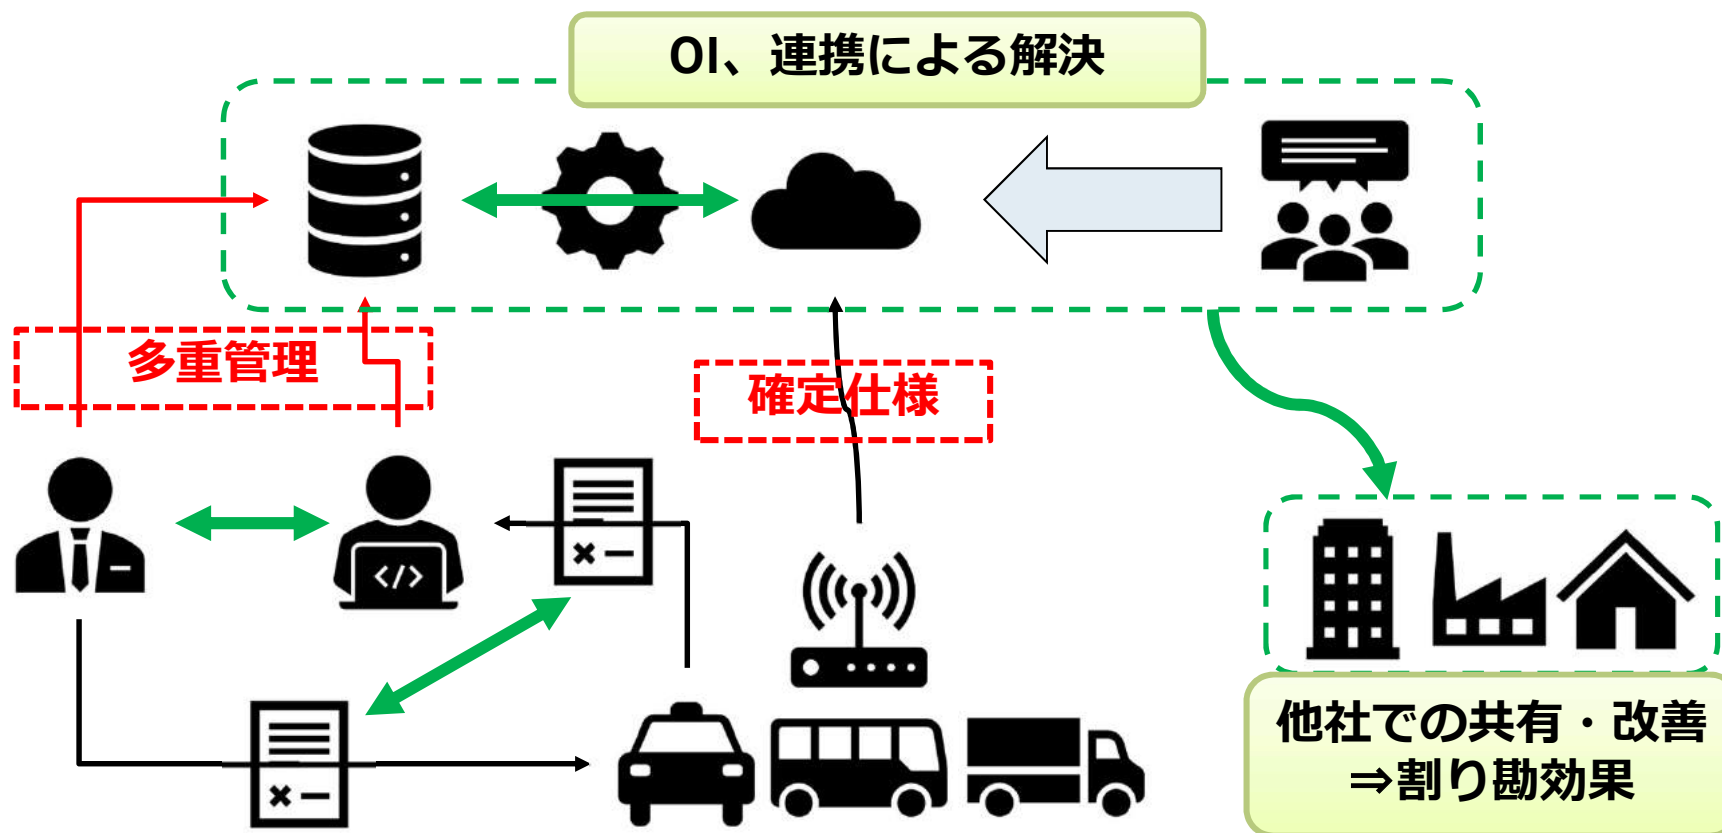 OI、連携による解決
多重管理
確定仕様
</>
他社での共有・改善
⇒割り勘効果